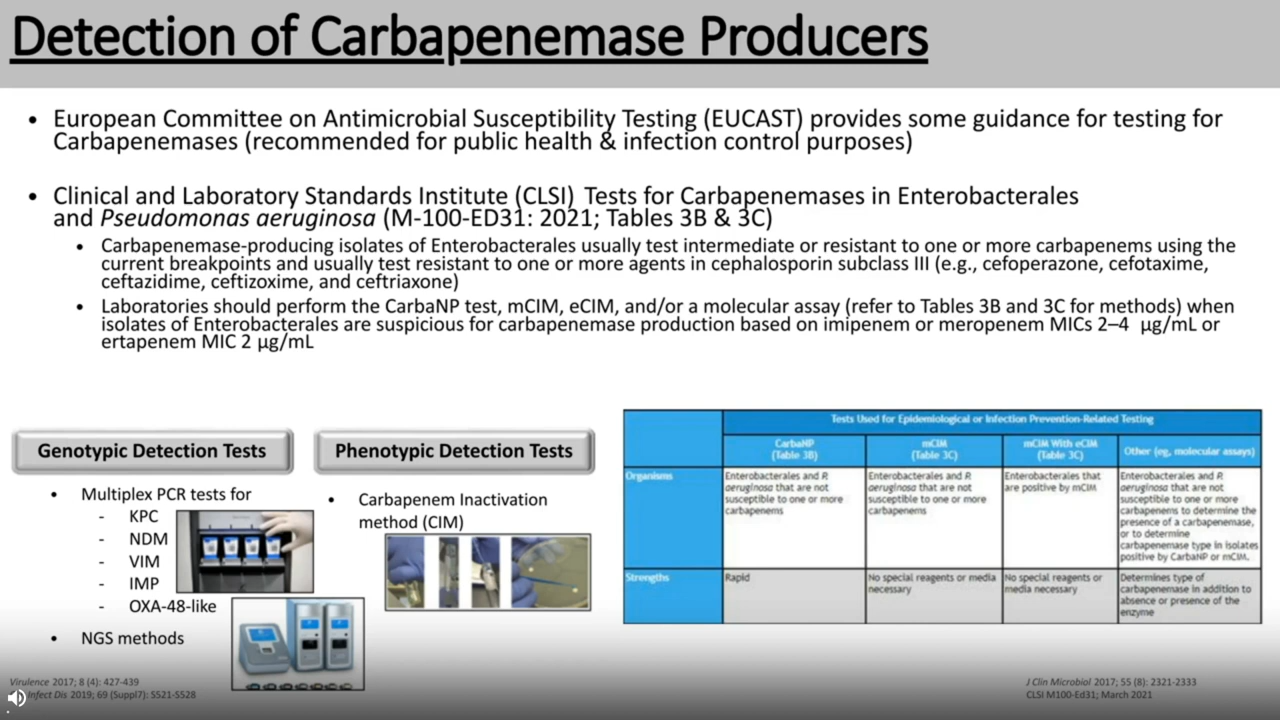 Detection of Carbapenemase Producers
• European Committee on Antimicrobial Susceptibility Testing (EUCAST) provides some guidance for testing for
Carbapenemases (recommended for public health & infection control purposes)
• Clinical and Laboratory Standards Institute (CLSI) Tests for Carbapenemases in Enterobacterales
and Pseudomonas aeruginosa (M-100-ED31: 2021; Tables 3B & 3C)
• Carbapenemase-producing isolates of Enterobacterales usually test intermediate or resistant to one or more carbapenems using the
current breakpoints and usually test resistant to one or more agents in cephalosporin subclass III (e.g., cefoperazone, cefotaxime,
ceftazidime, ceftizoxime, and ceftriaxone)
• Laboratories should perform the CarbaNP test, mCIM, eCIM, and/or a molecular assay (refer to Tables 3B and 3C for methods) when
isolates of Enterobacterales are suspicious for carbapenemase production based on imipenem or meropenem MICs 2–4 µg/mL or
ertapenem MIC 2 µg/mL
Genotypic Detection Tests
• Multiplex PCR tests for
- KPC
- NDM
- VIM
- IMP
- OXA-48-like
• NGS methods
Phenotypic Detection Tests
• Carbapenem Inactivation
method (CIM)
Tests Used for Epidemiological or Infection Prevention-Related Testing
CarbaNP
(Table 3B)
mCIM
(Table 3C)
mCIM With eCIM
(Table 3C)
Other (eg, molecular assays)
Organisms
Enterobacterales and P.
aeruginosa that are not
susceptible to one or more
carbapenems
Enterobacterales and P.
aeruginosa that are not
susceptible to one or more
carbapenems
Enterobacterales that
are positive by mCIM
Enterobacterales and P.
aeruginosa that are not
susceptible to one or more
carbapenems to determine the
presence of a carbapenemase,
or to determine
carbapenemase type in isolates
positive by CarbaNP or mCIM.
Strengths
Rapid
No special reagents or media
necessary
No special reagents or
media necessary
Determines type of
carbapenemase in addition to
absence or presence of the
enzyme
Virulence 2017; 8 (4): 427-439
Infect Dis 2019; 69 (Suppl7): S521-S528
J Clin Microbiol 2017; 55 (8): 2321-2333
CLSI M100-Ed31; March 2021